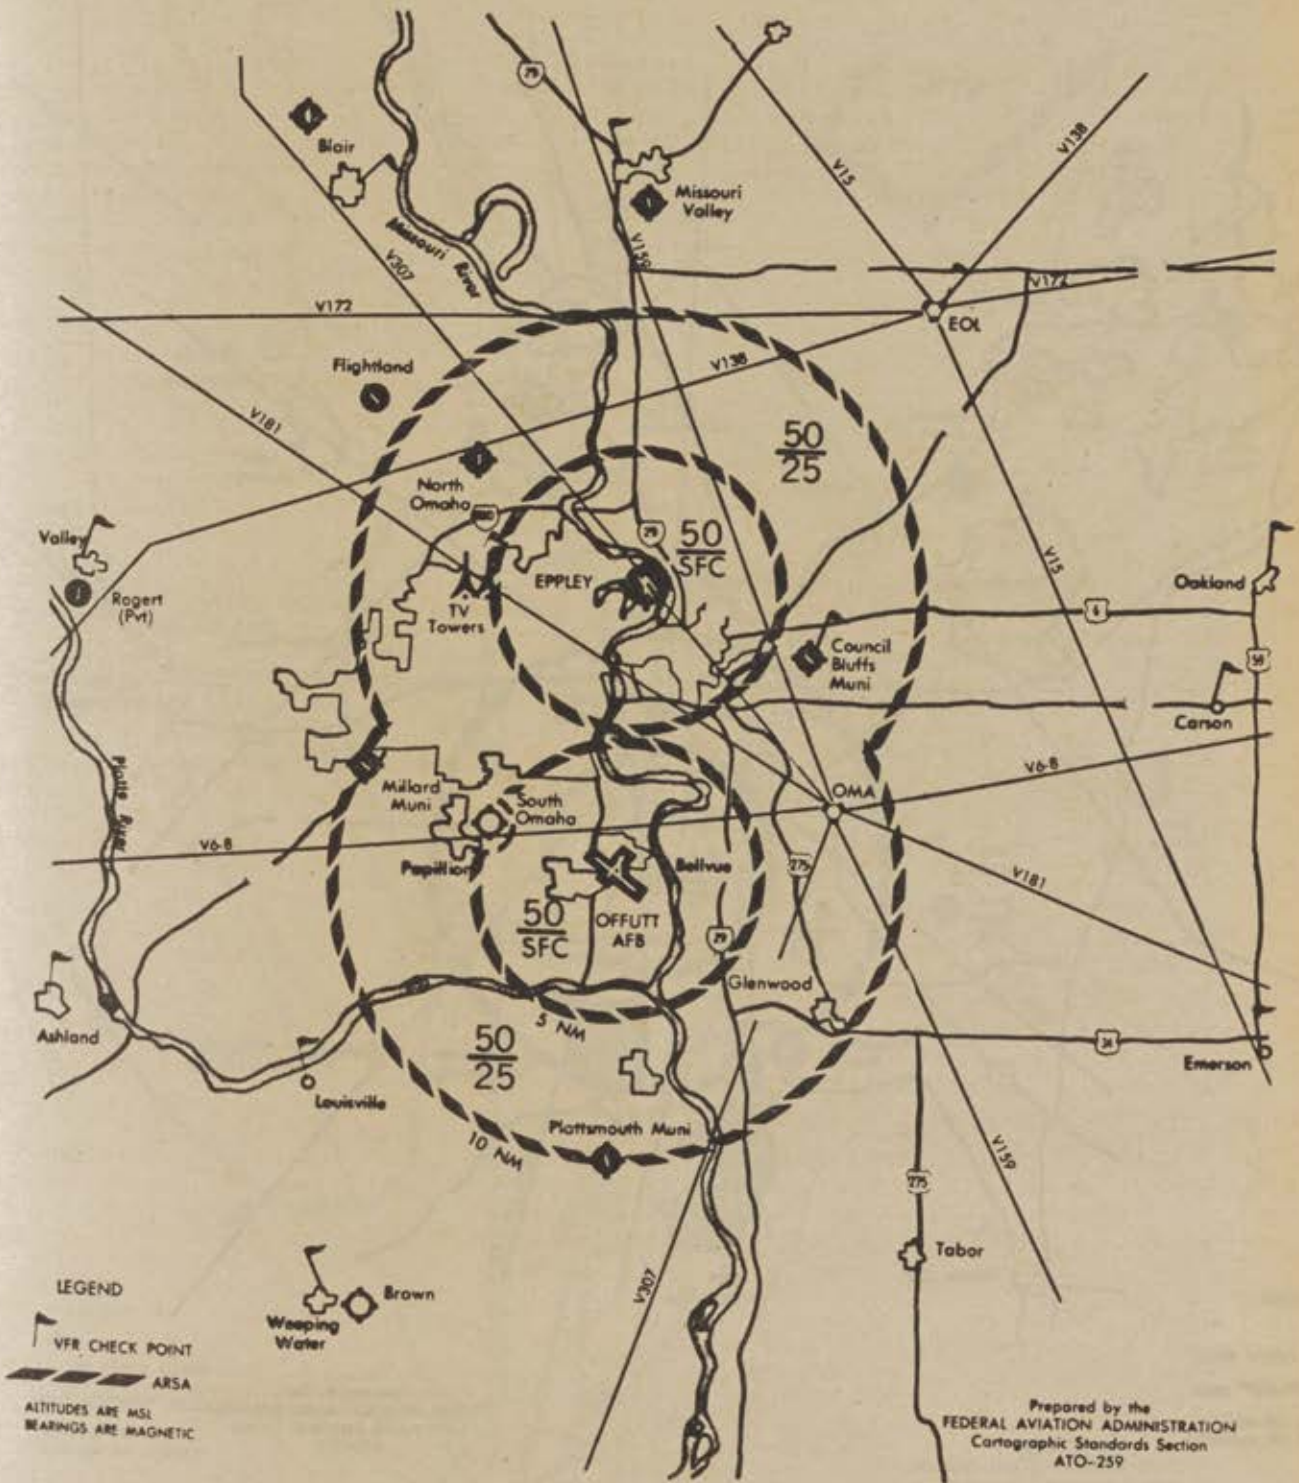 29
Blair
Missouri
Valley
V15
V138
Missouri River
V307
V159
V172
V172
EOL
V138
Flightland
V181
50
25
North
Omaha
50
SFC
29
Valley
Rogert
(Pvt)
EPPLEY
TV
Towers
V15
Oakland
6
Council
Bluffs
Muni
59
Carson
Platte River
Millard
Muni
South
Omaha
OMA
V6-8
V6-8
Papillion
Bellvue
275
V181
50
SFC
OFFUTT
AFB
29
Glenwood
Ashland
5 NM
50
25
34
Emerson
Louisville
Plattsmouth Muni
10 NM
V159
275
Tabor
V307
LEGEND
Brown
Weeping
Water
VFR CHECK POINT
ARSA
ALTITUDES ARE MSL
BEARINGS ARE MAGNETIC
Prepared by the
FEDERAL AVIATION ADMINISTRATION
Cartographic Standards Section
ATO-259